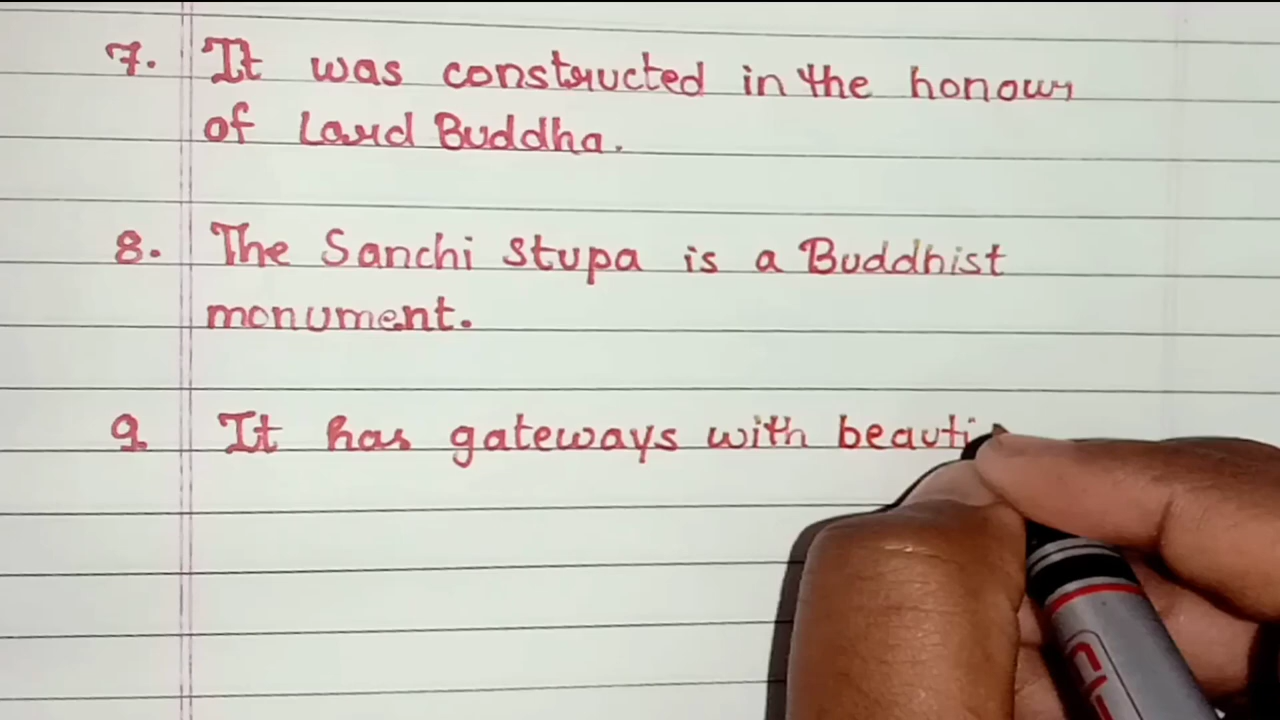 7. It was constructed in the honour
of Lord Buddha.
8. The Sanchi Stupa is a Buddhist
monument.
9 It has gateways with beauti